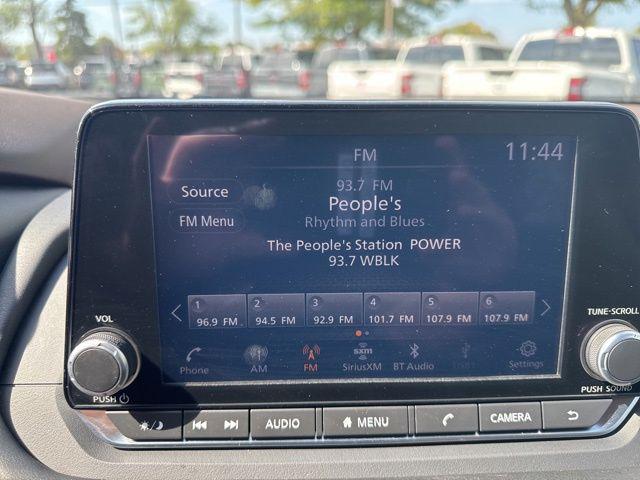 FM
11:44
93.7 FM
Source
People's
FM Menu
Rhythm and Blues
The People's Station POWER
93.7 WBLK
1 2 3 4 5 6
96.9 FM 94.5 FM 92.9 FM 101.7 FM 107.9 FM 107.9 FM
VOL
TUNE·SCROLL
Phone AM FM SiriusXM BT Audio Settings
PUSH
PUSH SOUND
AUDIO MENU CAMERA